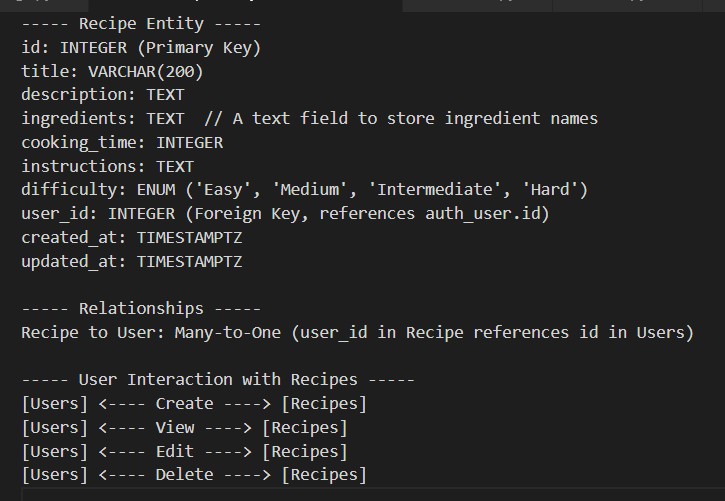 ----- Recipe Entity -----
id: INTEGER (Primary Key)
title: VARCHAR(200)
description: TEXT
ingredients: TEXT  // A text field to store ingredient names
cooking_time: INTEGER
instructions: TEXT
difficulty: ENUM ('Easy', 'Medium', 'Intermediate', 'Hard')
user_id: INTEGER (Foreign Key, references auth_user.id)
created_at: TIMESTAMPTZ
updated_at: TIMESTAMPTZ

----- Relationships -----
Recipe to User: Many-to-One (user_id in Recipe references id in Users)

----- User Interaction with Recipes -----
[Users] <---- Create ----> [Recipes]
[Users] <---- View ----> [Recipes]
[Users] <---- Edit ----> [Recipes]
[Users] <---- Delete ----> [Recipes]